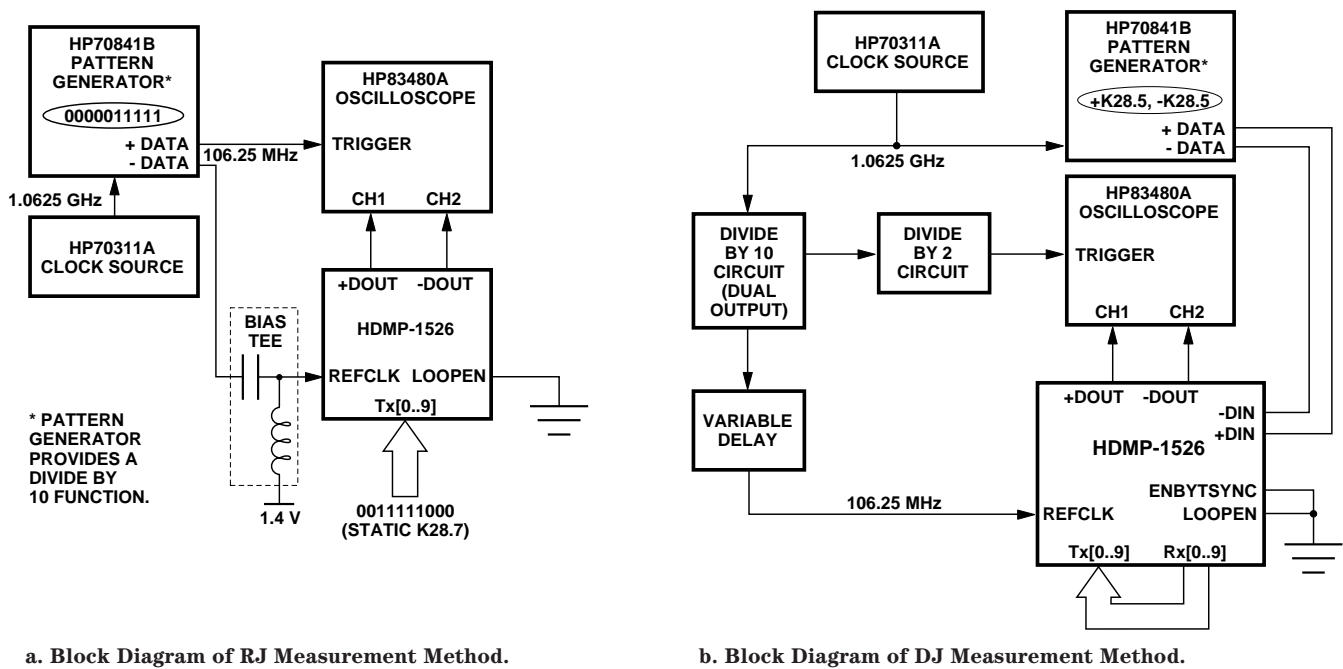 HP70841B
PATTERN
GENERATOR*
0000011111
+ DATA
- DATA
106.25 MHz
1.0625 GHz
HP70311A
CLOCK SOURCE
HP83480A
OSCILLOSCOPE
TRIGGER
CH1 CH2
+DOUT -DOUT
HDMP-1526
REFCLK LOOPEN
Tx[0..9]
BIAS
TEE
1.4 V
0011111000
(STATIC K28.7)
* PATTERN
GENERATOR
PROVIDES A
DIVIDE BY
10 FUNCTION.
a. Block Diagram of RJ Measurement Method.
HP70311A
CLOCK SOURCE
1.0625 GHz
HP70841B
PATTERN
GENERATOR*
+K28.5, -K28.5
+ DATA
- DATA
DIVIDE
BY 10
CIRCUIT
(DUAL
OUTPUT)
DIVIDE
BY 2
CIRCUIT
HP83480A
OSCILLOSCOPE
TRIGGER
CH1 CH2
VARIABLE
DELAY
106.25 MHz
+DOUT -DOUT
-DIN
+DIN
HDMP-1526
ENBYTSYNC
REFCLK LOOPEN
Tx[0..9] Rx[0..9]
b. Block Diagram of DJ Measurement Method.